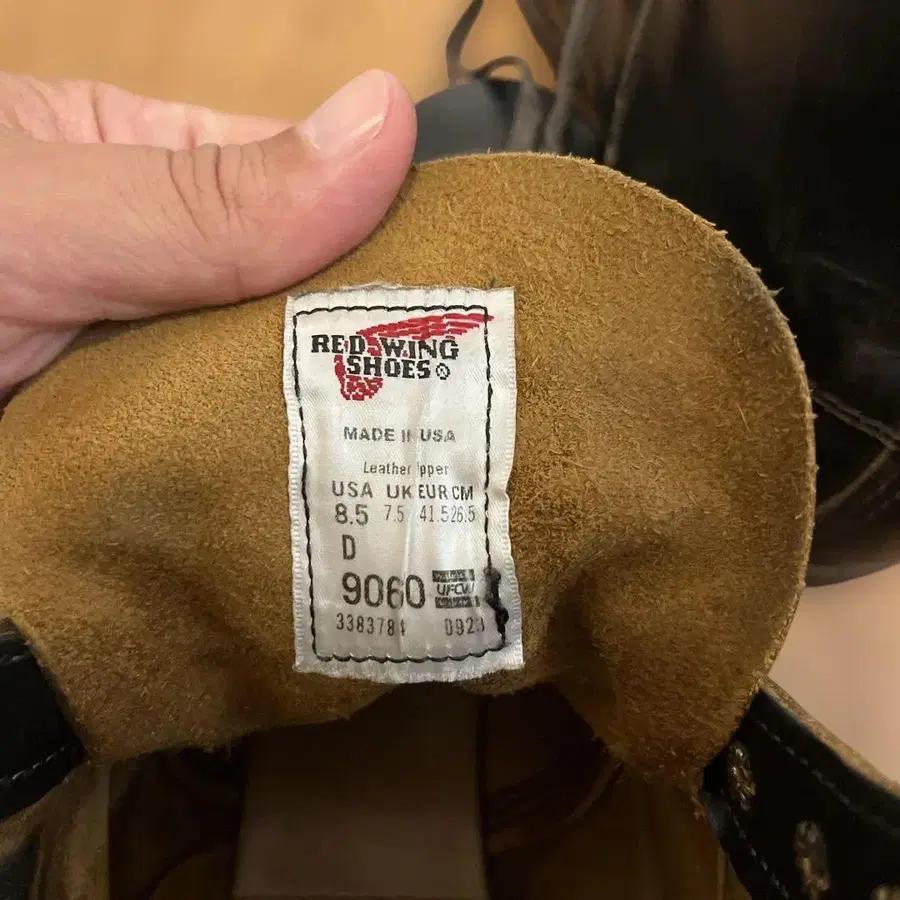 RED WING
SHOES®
MADE IN USA
Leather Upper
USA UK EUR CM
8.5 7.5 41.5 26.5
D
9060 UFCW
3383784 0923